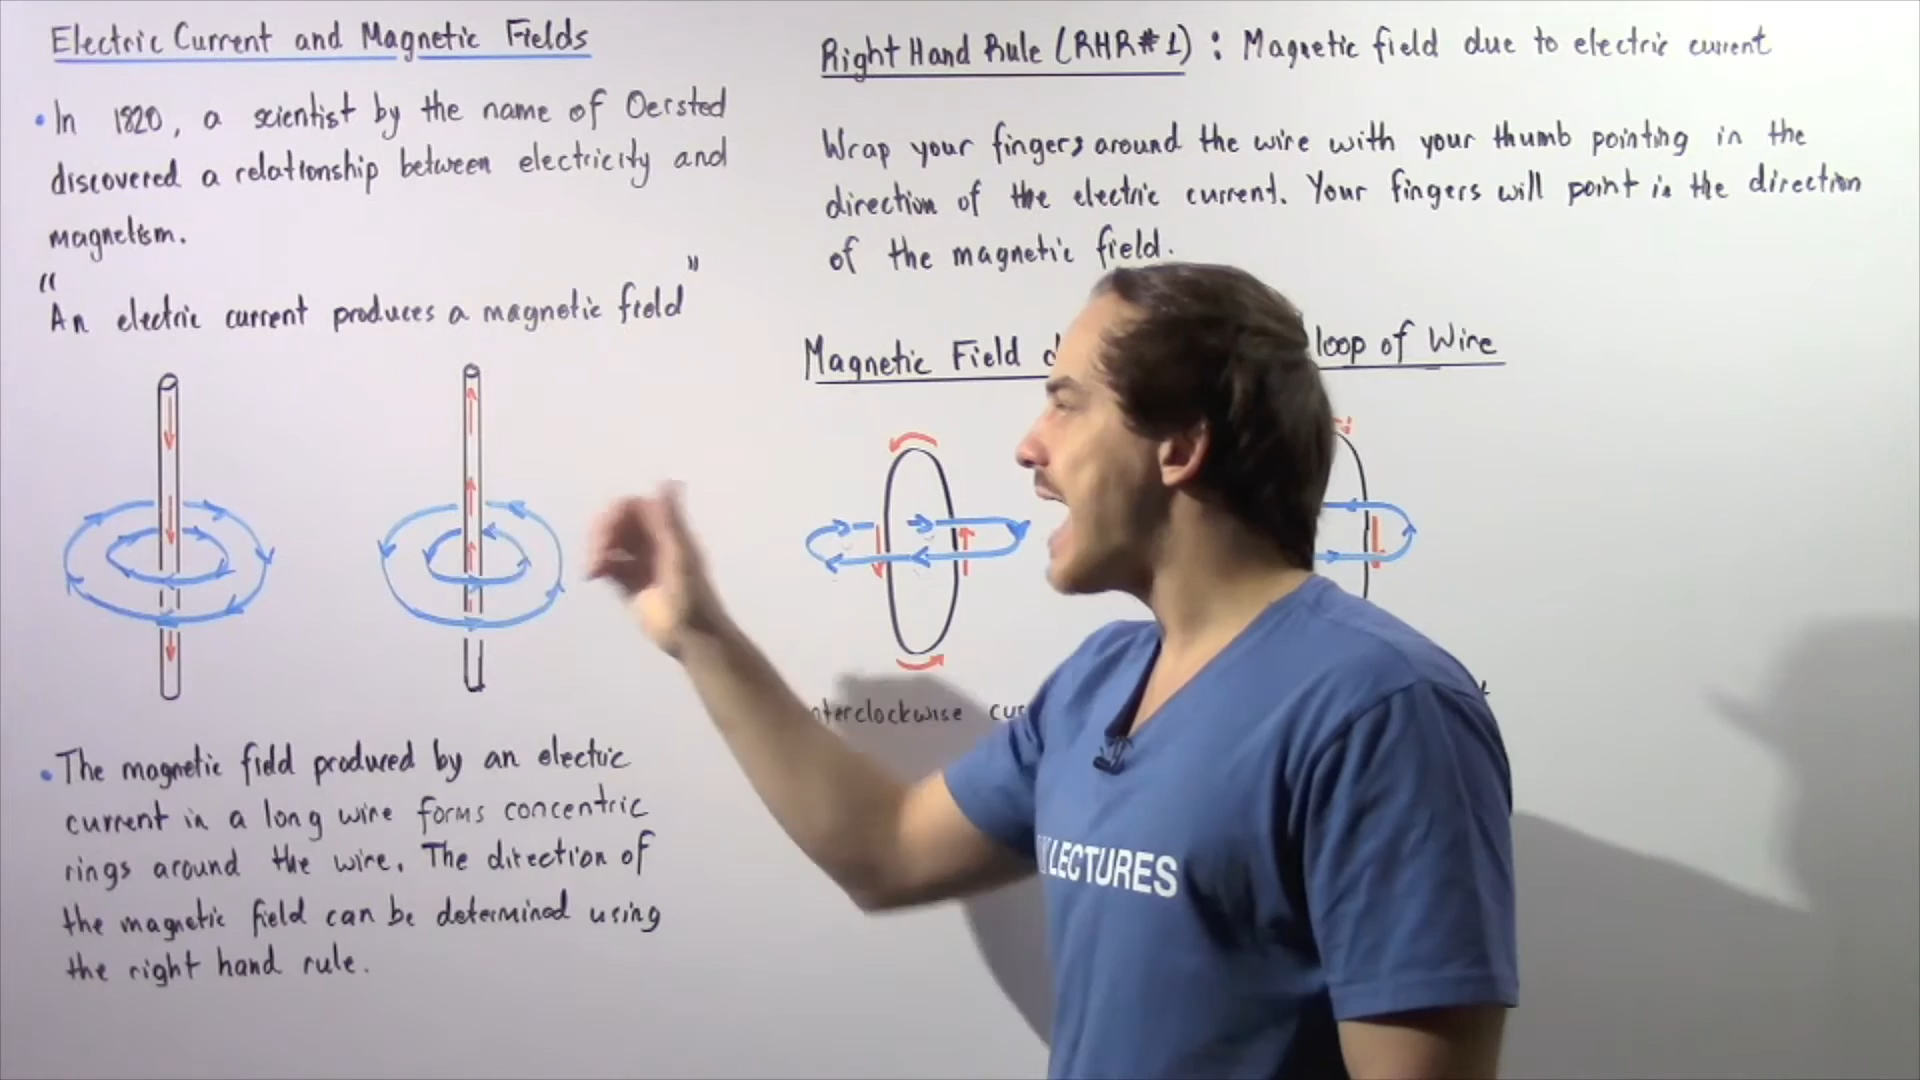 Electric Current and Magnetic Fields
• In 1820, a scientist by the name of Oersted
discovered a relationship between electricity and
magnetism.
"An electric current produces a magnetic field"
• The magnetic field produced by an electric
current in a long wire forms concentric
rings around the wire. The direction of
the magnetic field can be determined using
the right hand rule.
Right Hand Rule (RHR#1) : Magnetic field due to electric current
Wrap your fingers around the wire with your thumb pointing in the
direction of the electric current. Your fingers will point in the direction
of the magnetic field.
Magnetic Field loop of Wire
nterclockwise cur
LECTURES